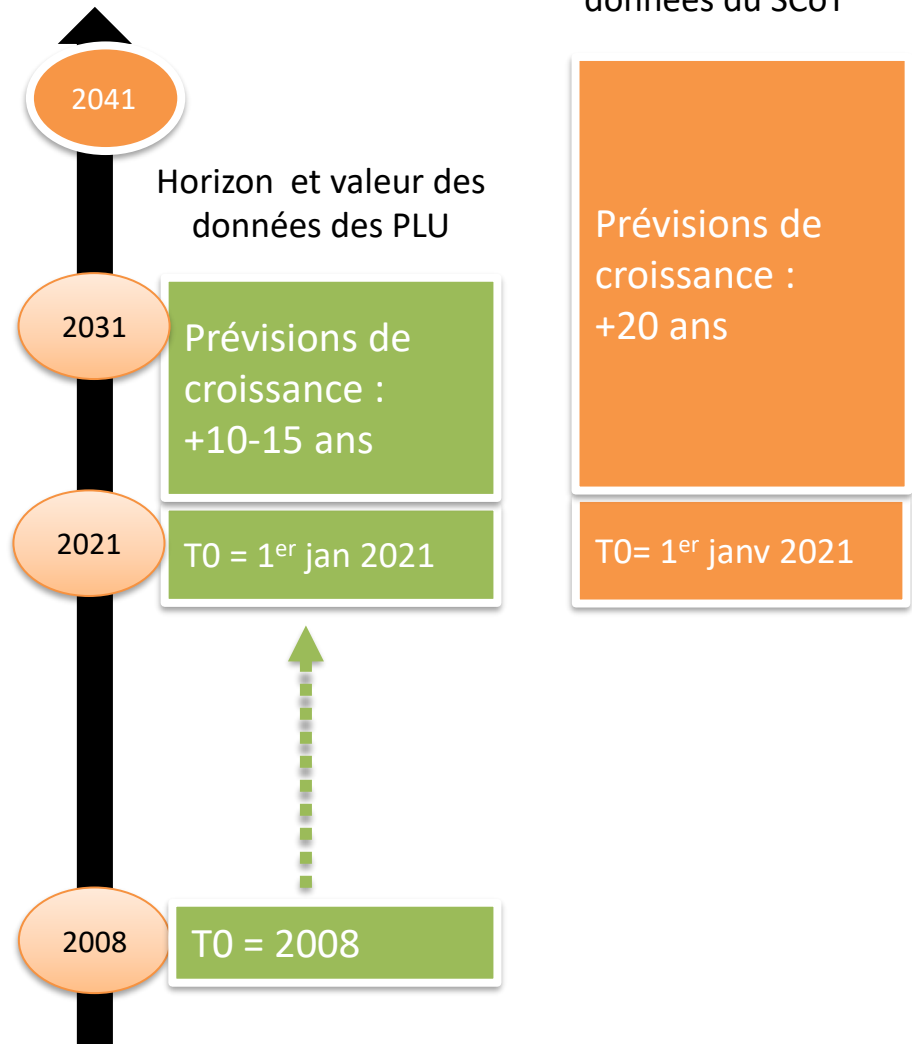 données du SCoT
2041
Horizon et valeur des
données des PLU
Prévisions de
croissance :
+20 ans
2031
Prévisions de
croissance :
+10-15 ans
2021
T0 = 1er jan 2021
T0= 1er janv 2021
2008
T0 = 2008